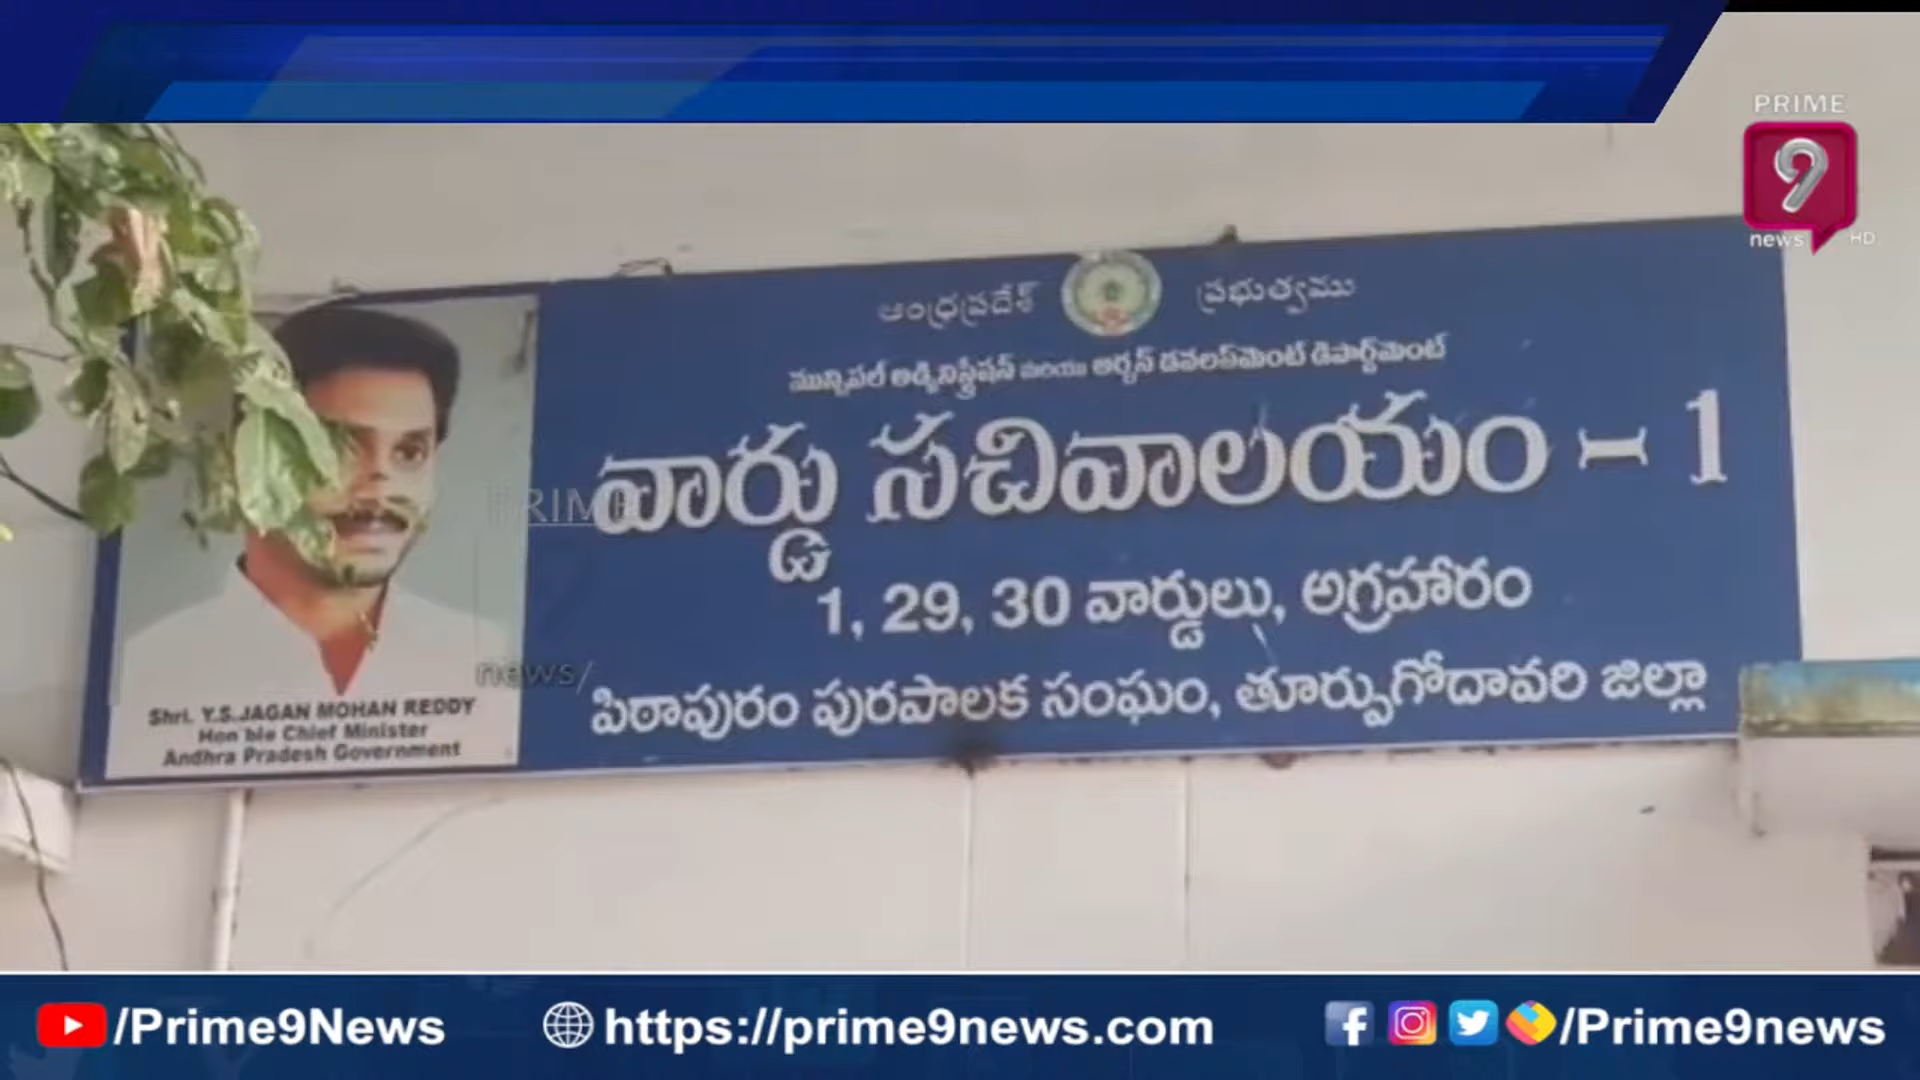 PRIME
9
news HD
ఆంధ్రప్రదేశ్ ప్రభుత్వము
మున్సిపల్ అడ్మినిస్ట్రేషన్ మరియు అర్బన్ డెవలప్‌మెంట్ డిపార్ట్‌మెంట్
వార్డు సచివాలయం - 1
1, 29, 30 వార్డులు, అగ్రహారం
పిఠాపురం పురపాలక సంఘం, తూర్పుగోదావరి జిల్లా
Shri. Y.S.JAGAN MOHAN REDDY
Hon'ble Chief Minister
Andhra Pradesh Government
PRIME
news/
/Prime9News https://prime9news.com /Prime9news